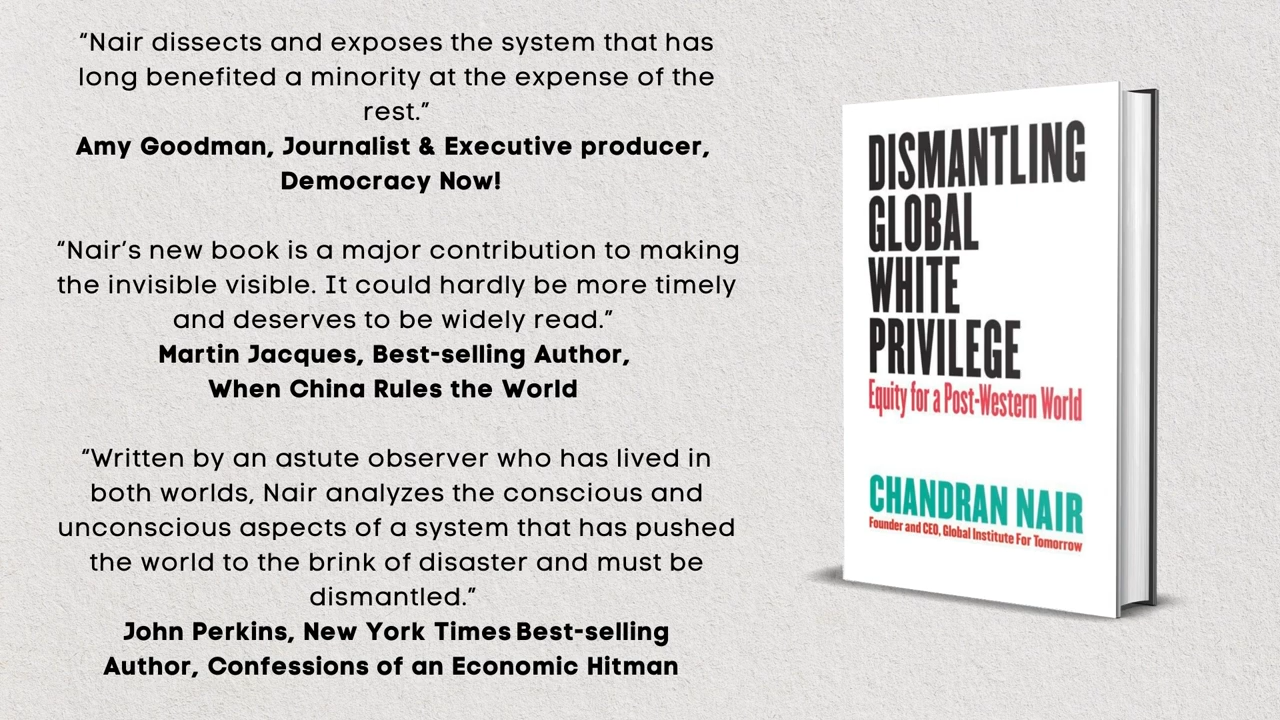 “Nair dissects and exposes the system that has
long benefited a minority at the expense of the
rest.”
Amy Goodman, Journalist & Executive producer,
Democracy Now!
“Nair’s new book is a major contribution to making
the invisible visible. It could hardly be more timely
and deserves to be widely read.”
Martin Jacques, Best-selling Author,
When China Rules the World
“Written by an astute observer who has lived in
both worlds, Nair analyzes the conscious and
unconscious aspects of a system that has pushed
the world to the brink of disaster and must be
dismantled.”
John Perkins, New York Times Best-selling
Author, Confessions of an Economic Hitman
DISMANTLING
GLOBAL
WHITE
PRIVILEGE
Equity for a Post-Western World
CHANDRAN NAIR
Founder and CEO, Global Institute For Tomorrow